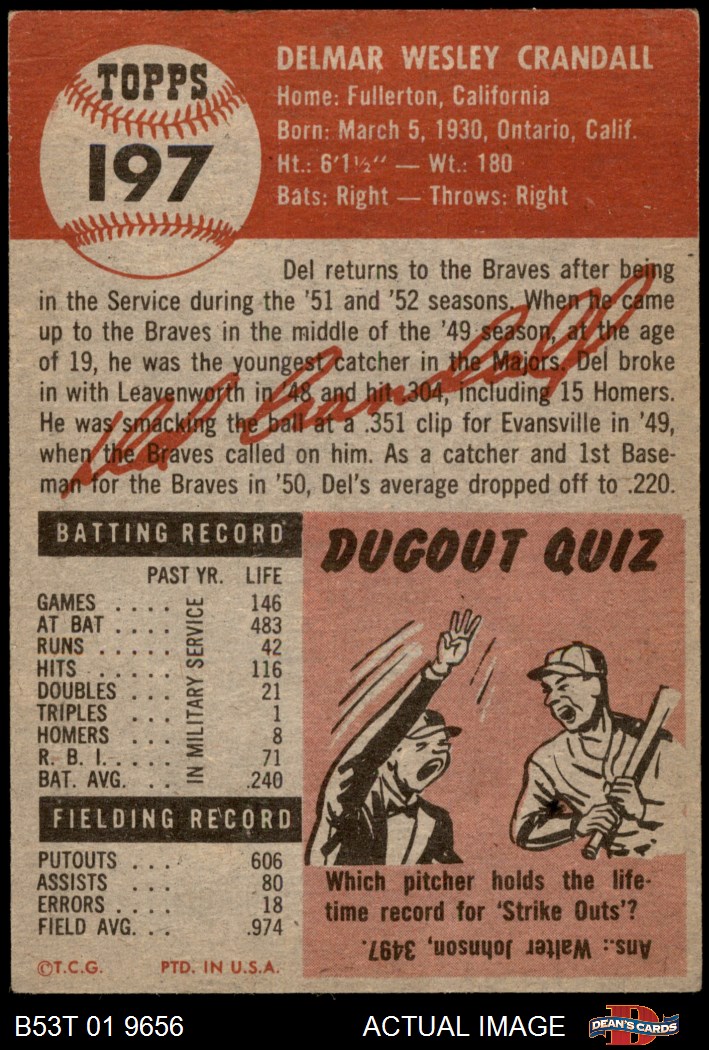 TOPPS
197
DELMAR WESLEY CRANDALL
Home: Fullerton, California
Born: March 5, 1930, Ontario, Calif.
Ht.: 6'1½" — Wt.: 180
Bats: Right — Throws: Right
Del returns to the Braves after being
in the Service during the '51 and '52 seasons. When he came
up to the Braves in the middle of the '49 season, at the age
of 19, he was the youngest catcher in the Majors. Del broke
in with Leavenworth in '48 and hit .304, including 15 Homers.
He was smacking the ball at a .351 clip for Evansville in '49,
when the Braves called on him. As a catcher and 1st Base-
man for the Braves in '50, Del's average dropped off to .220.
Del Crandall
BATTING RECORD
PAST YR. LIFE
GAMES .... 146
AT BAT .... 483
RUNS .... 42
HITS ...... 116
DOUBLES ... 21
TRIPLES ... 1
HOMERS ... 8
R. B. I..... 71
BAT. AVG. .. .240
IN MILITARY SERVICE
FIELDING RECORD
PUTOUTS ... 606
ASSISTS .... 80
ERRORS .... 18
FIELD AVG. .. .974
©T.C.G. PTD. IN U.S.A.
DUGOUT QUIZ
Which pitcher holds the life-
time record for 'Strike Outs'?
Ans.: Walter Johnson, 3497.
B53T 01 9656 ACTUAL IMAGE
DEAN'S CARDS